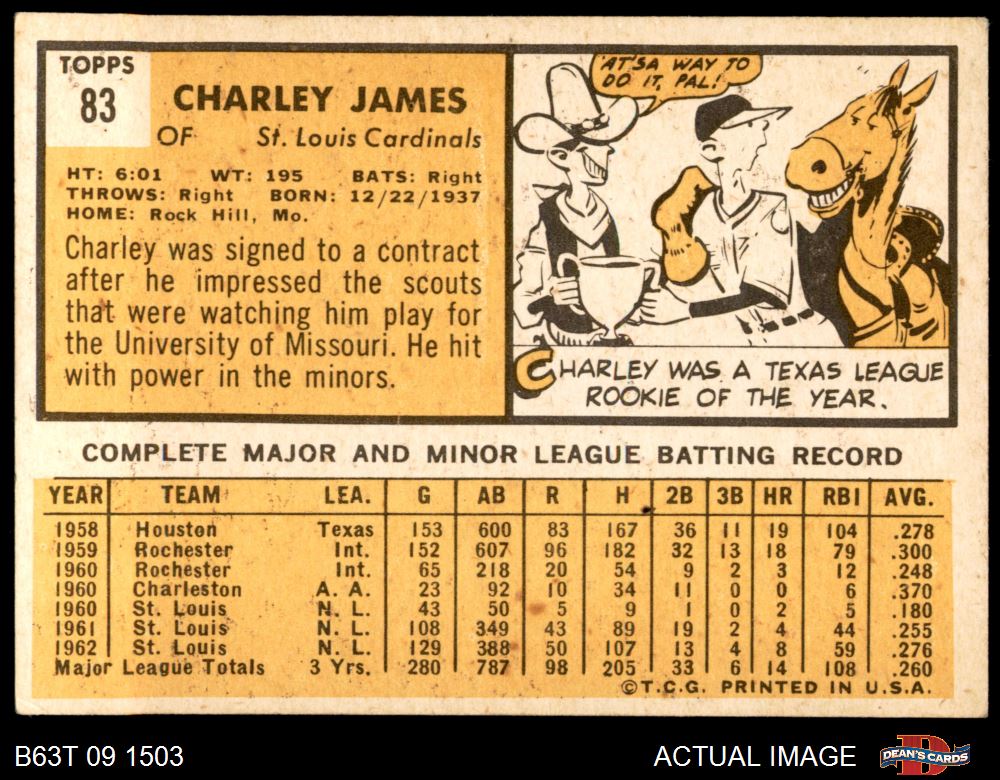 TOPPS
83
CHARLEY JAMES
OF St. Louis Cardinals
HT: 6:01 WT: 195 BATS: Right
THROWS: Right BORN: 12/22/1937
HOME: Rock Hill, Mo.
Charley was signed to a contract
after he impressed the scouts
that were watching him play for
the University of Missouri. He hit
with power in the minors.
'AT'SA WAY TO
DO IT, PAL!
CHARLEY WAS A TEXAS LEAGUE
ROOKIE OF THE YEAR.
COMPLETE MAJOR AND MINOR LEAGUE BATTING RECORD
YEAR TEAM LEA. G AB R H 2B 3B HR RBI AVG.
1958 Houston Texas 153 600 83 167 36 11 19 104 .278
1959 Rochester Int. 152 607 96 182 32 13 18 79 .300
1960 Rochester Int. 65 218 20 54 9 2 3 12 .248
1960 Charleston A. A. 23 92 10 34 11 0 0 6 .370
1960 St. Louis N. L. 43 50 5 9 1 0 2 5 .180
1961 St. Louis N. L. 108 349 43 89 19 2 4 44 .255
1962 St. Louis N. L. 129 388 50 107 13 4 8 59 .276
Major League Totals 3 Yrs. 280 787 98 205 33 6 14 108 .260
©T.C.G. PRINTED IN U.S.A.
B63T 09 1503
ACTUAL IMAGE
DEAN'S CARDS